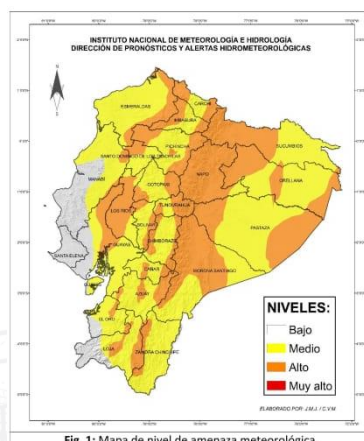 INSTITUTO NACIONAL DE METEOROLOGÍA E HIDROLOGÍA
DIRECCIÓN DE PRONÓSTICOS Y ALERTAS HIDROMETEOROLÓGICAS
ESMERALDAS
CARCHI
IMBABURA
SUCUMBIOS
PICHINCHA
SANTO DOMINGO DE LOS TSACHILAS
MANABI
NAPO
ORELLANA
COTOPAXI
TUNGURAHUA
LOS RIOS
BOLIVAR
PASTAZA
CHIMBORAZO
GUAYAS
SANTA ELENA
MORONA SANTIAGO
CAÑAR
AZUAY
EL ORO
LOJA
ZAMORA CHINCHIPE
NIVELES:
Bajo
Medio
Alto
Muy alto
ELABORADO POR: J.M.J. / C.V.M.
Fig. 1: Mapa de nivel de amenaza meteorológica